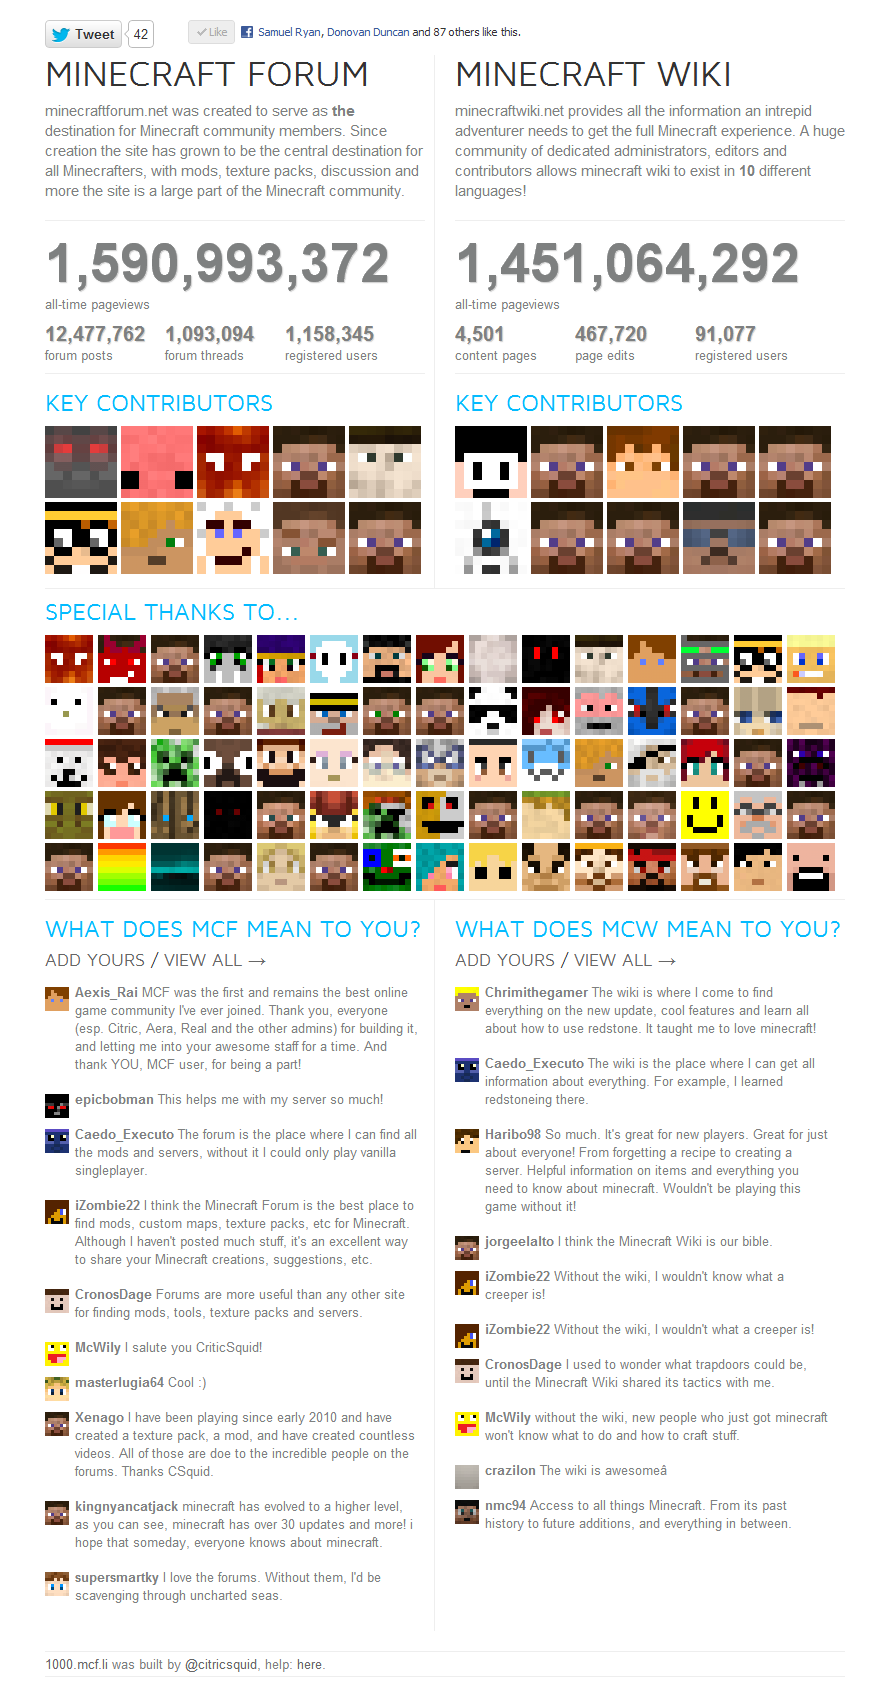 Tweet 42 Like Samuel Ryan, Donovan Duncan and 87 others like this.
MINECRAFT FORUM
minecraftforum.net was created to serve as the
destination for Minecraft community members. Since
creation the site has grown to be the central destination for
all Minecrafters, with mods, texture packs, discussion and
more the site is a large part of the Minecraft community.
MINECRAFT WIKI
minecraftwiki.net provides all the information an intrepid
adventurer needs to get the full Minecraft experience. A huge
community of dedicated administrators, editors and
contributors allows minecraft wiki to exist in 10 different
languages!
1,590,993,372
all-time pageviews
12,477,762 1,093,094 1,158,345
forum posts forum threads registered users
1,451,064,292
all-time pageviews
4,501 467,720 91,077
content pages page edits registered users
KEY CONTRIBUTORS
KEY CONTRIBUTORS
SPECIAL THANKS TO...
WHAT DOES MCF MEAN TO YOU?
ADD YOURS / VIEW ALL →
Aexis_Rai MCF was the first and remains the best online
game community I've ever joined. Thank you, everyone
(esp. Citric, Aera, Real and the other admins) for building it,
and letting me into your awesome staff for a time. And
thank YOU, MCF user, for being a part!
epicbobman This helps me with my server so much!
Caedo_Executo The forum is the place where I can find all
the mods and servers, without it I could only play vanilla
singleplayer.
iZombie22 I think the Minecraft Forum is the best place to
find mods, custom maps, texture packs, etc for Minecraft.
Although I haven't posted much stuff, it's an excellent way
to share your Minecraft creations, suggestions, etc.
CronosDage Forums are more useful than any other site
for finding mods, tools, texture packs and servers.
McWily I salute you CriticSquid!
masterlugia64 Cool :)
Xenago I have been playing since early 2010 and have
created a texture pack, a mod, and have created countless
videos. All of those are doe to the incredible people on the
forums. Thanks CSquid.
kingnyancatjack minecraft has evolved to a higher level,
as you can see, minecraft has over 30 updates and more! i
hope that someday, everyone knows about minecraft.
supersmartky I love the forums. Without them, I'd be
scavenging through uncharted seas.
WHAT DOES MCW MEAN TO YOU?
ADD YOURS / VIEW ALL →
Chrimithegamer The wiki is where I come to find
everything on the new update, cool features and learn all
about how to use redstone. It taught me to love minecraft!
Caedo_Executo The wiki is the place where I can get all
information about everything. For example, I learned
redstoneing there.
Haribo98 So much. It's great for new players. Great for just
about everyone! From forgetting a recipe to creating a
server. Helpful information on items and everything you
need to know about minecraft. Wouldn't be playing this
game without it!
jorgeelalto I think the Minecraft Wiki is our bible.
iZombie22 Without the wiki, I wouldn't know what a
creeper is!
iZombie22 Without the wiki, I wouldn't what a creeper is!
CronosDage I used to wonder what trapdoors could be,
until the Minecraft Wiki shared its tactics with me.
McWily without the wiki, new people who just got minecraft
won't know what to do and how to craft stuff.
crazilon The wiki is awesomeâ
nmc94 Access to all things Minecraft. From its past
history to future additions, and everything in between.
1000.mcf.li was built by @citricsquid, help: here.